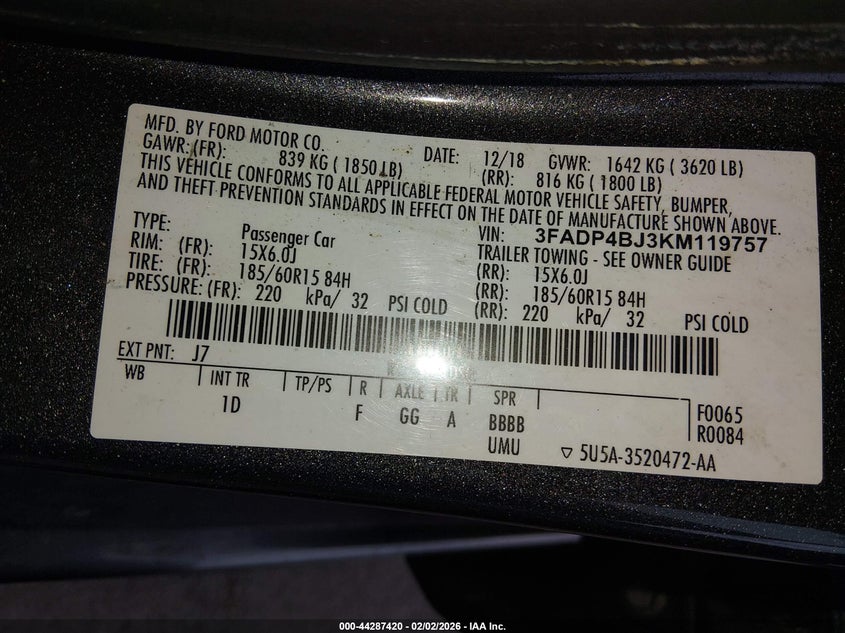 MFD. BY FORD MOTOR CO.
DATE: 12/18 GVWR: 1642 KG ( 3620 LB)
GAWR:(FR): 839 KG ( 1850 LB) (RR): 816 KG ( 1800 LB)
THIS VEHICLE CONFORMS TO ALL APPLICABLE FEDERAL MOTOR VEHICLE SAFETY, BUMPER,
AND THEFT PREVENTION STANDARDS IN EFFECT ON THE DATE OF MANUFACTURE SHOWN ABOVE.
VIN: 3FADP4BJ3KM119757
TYPE: Passenger Car TRAILER TOWING - SEE OWNER GUIDE
RIM: (FR): 15X6.0J (RR): 15X6.0J
TIRE: (FR): 185/60R15 84H (RR): 185/60R15 84H
PRESSURE: (FR): 220 kPa/ 32 PSI COLD (RR): 220 kPa/ 32 PSI COLD
EXT PNT: J7
WB INT TR TP/PS R AXLE TR SPR
1D F GG A BBBB F0065
UMU R0084
▽ 5U5A-3520472-AA
000-44287420 - 02/02/2026 - IAA Inc.